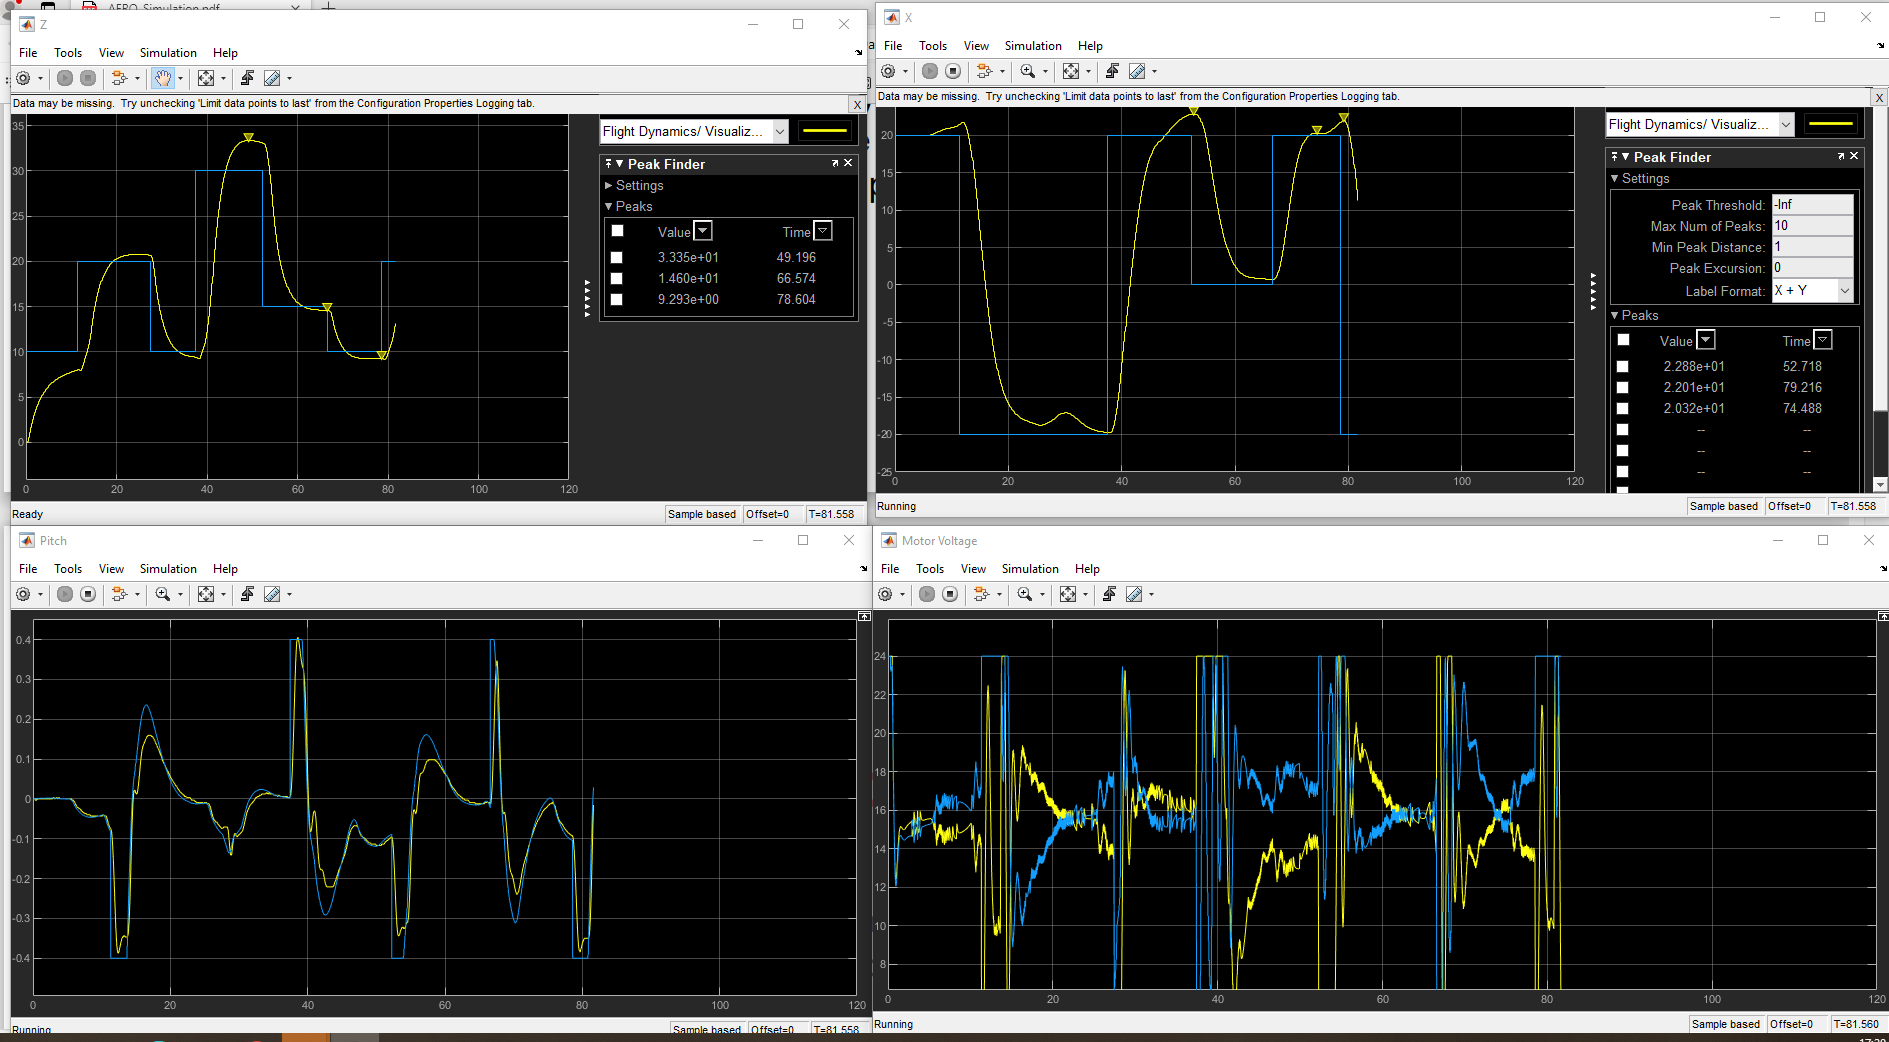 AERO_Simulation.pdf
Z
File Tools View Simulation Help
Data may be missing. Try unchecking 'Limit data points to last' from the Configuration Properties Logging tab.
X
35
30
25
20
15
10
5
0
0 20 40 60 80 100 120
Flight Dynamics/ Visualiz...
Peak Finder
Settings
Peaks
Value Time
3.335e+01 49.196
1.460e+01 66.574
9.293e+00 78.604
Ready
Sample based Offset=0 T=81.558
X
File Tools View Simulation Help
Data may be missing. Try unchecking 'Limit data points to last' from the Configuration Properties Logging tab.
X
20
15
10
5
0
-5
-10
-15
-20
-25
0 20 40 60 80 100 120
Flight Dynamics/ Visualiz...
Peak Finder
Settings
Peak Threshold: -Inf
Max Num of Peaks: 10
Min Peak Distance: 1
Peak Excursion: 0
Label Format: X + Y
Peaks
Value Time
2.288e+01 52.718
2.201e+01 79.216
2.032e+01 74.488
-- --
-- --
-- --
Running
Sample based Offset=0 T=81.558
Pitch
File Tools View Simulation Help
0.4
0.3
0.2
0.1
0
-0.1
-0.2
-0.3
-0.4
0 20 40 60 80 100 120
Running
Sample based Offset=0 T=81.558
Motor Voltage
File Tools View Simulation Help
24
22
20
18
16
14
12
10
8
0 20 40 60 80 100 120
Running
Sample based Offset=0 T=81.560